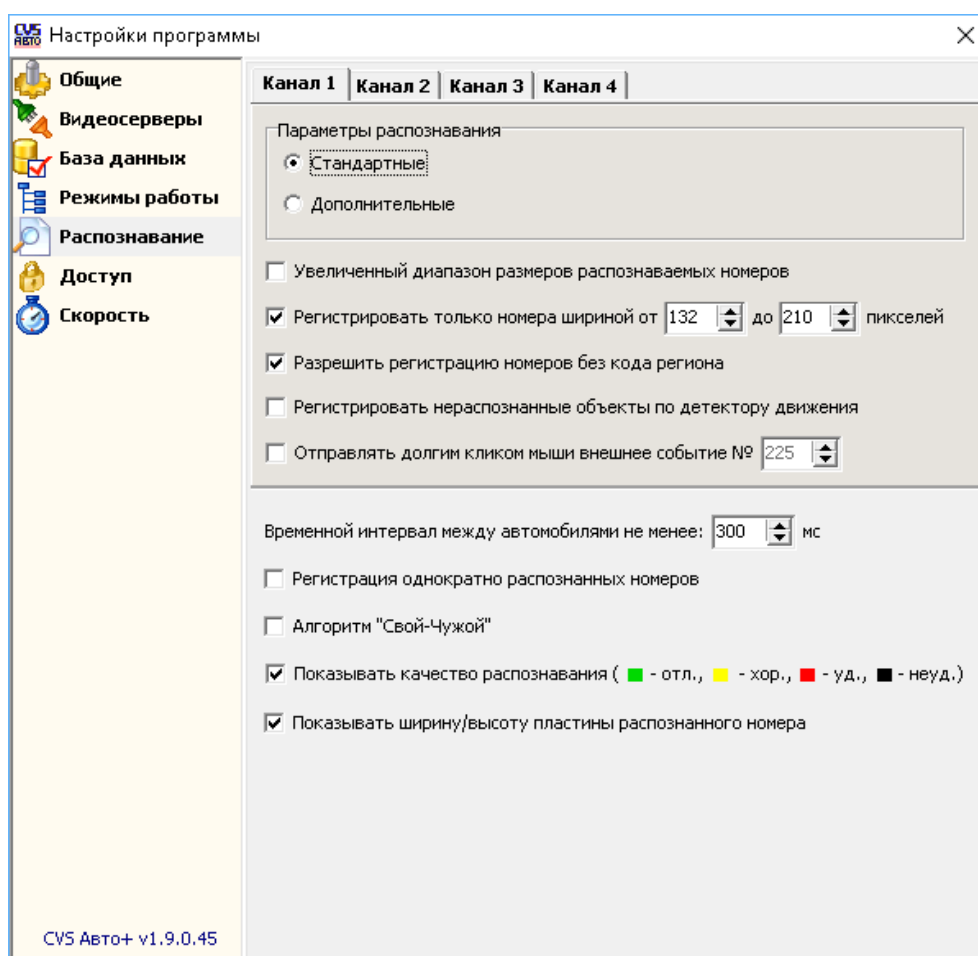 CVS АВТО Настройки программы
Общие
Видеосерверы
База данных
Режимы работы
Распознавание
Доступ
Скорость
CVS Авто+ v1.9.0.45
Канал 1 Канал 2 Канал 3 Канал 4
Параметры распознавания
Стандартные
Дополнительные
Увеличенный диапазон размеров распознаваемых номеров
Регистрировать только номера шириной от 132 до 210 пикселей
Разрешить регистрацию номеров без кода региона
Регистрировать нераспознанные объекты по детектору движения
Отправлять долгим кликом мыши внешнее событие № 225
Временной интервал между автомобилями не менее: 300 мс
Регистрация однократно распознанных номеров
Алгоритм "Свой-Чужой"
Показывать качество распознавания ( - отл., - хор., - уд., - неуд.)
Показывать ширину/высоту пластины распознанного номера